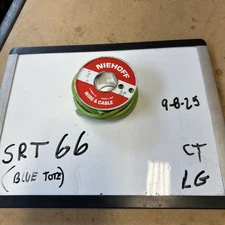 NIEHOFF
WIRE & CABLE
9-8-25
SRT 66
(BLUE TOTE)
CT
LG